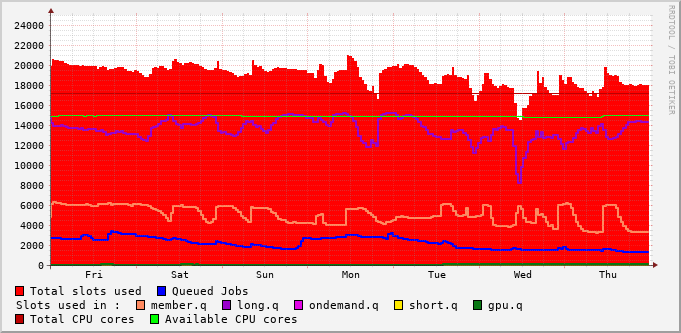 RRDTOOL / TOBI OETIKER
24000
22000
20000
18000
16000
14000
12000
10000
8000
6000
4000
2000
0
Fri Sat Sun Mon Tue Wed Thu
Total slots used Queued Jobs
Slots used in : member.q long.q ondemand.q short.q gpu.q
Total CPU cores Available CPU cores